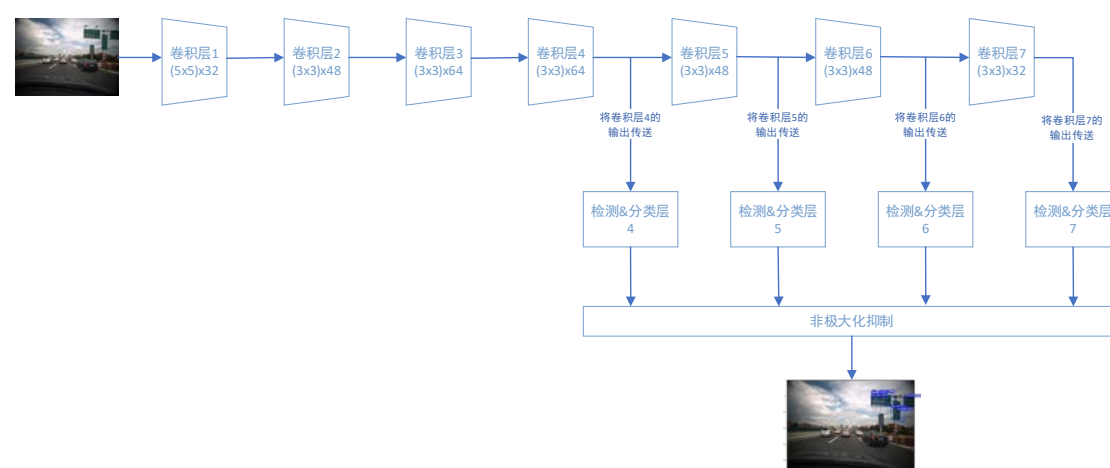 卷积层1
(5x5)x32
卷积层2
(3x3)x48
卷积层3
(3x3)x64
卷积层4
(3x3)x64
卷积层5
(3x3)x48
卷积层6
(3x3)x48
卷积层7
(3x3)x32
将卷积层4的
输出传送
将卷积层5的
输出传送
将卷积层6的
输出传送
将卷积层7的
输出传送
检测&分类层
4
检测&分类层
5
检测&分类层
6
检测&分类层
7
非极大化抑制